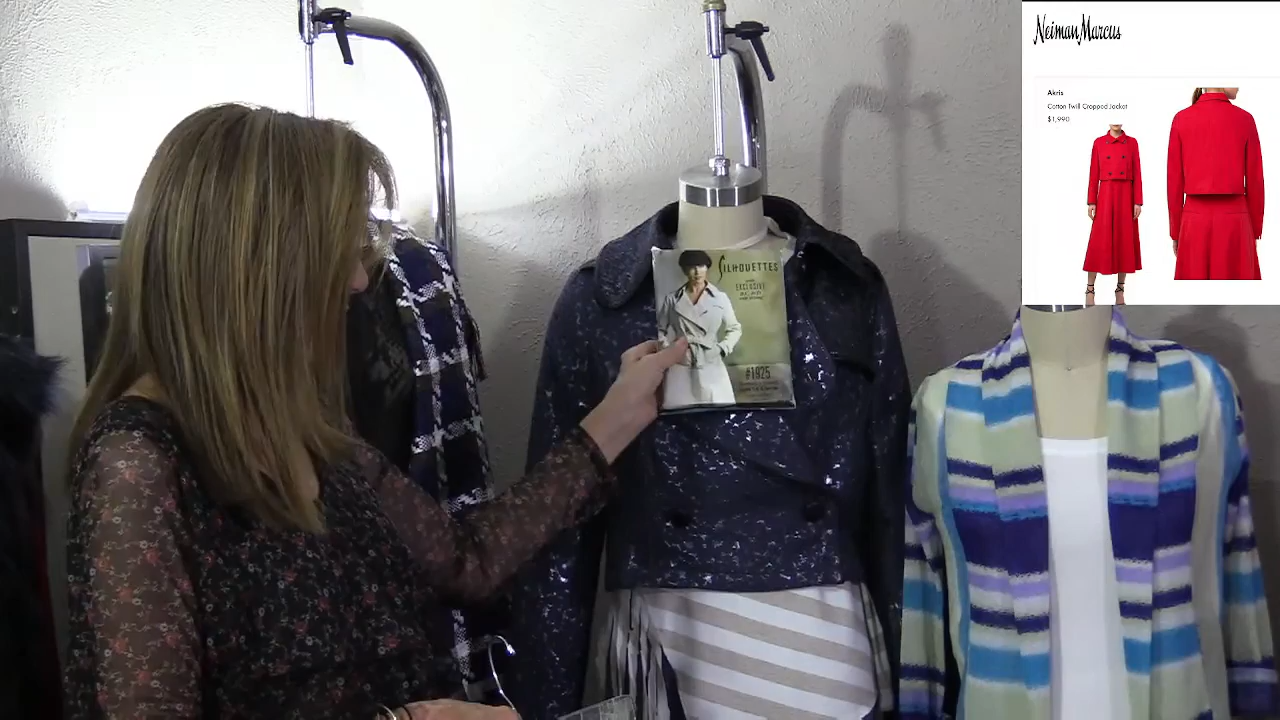 Neiman Marcus
Akris
Cotton Twill Cropped Jacket
$1,990
SILHOUETTES
EXCLUSIVE
#1925